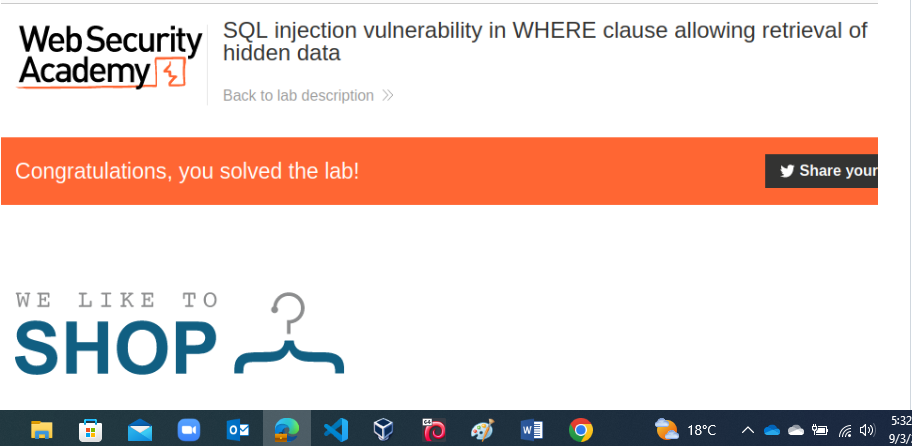 Web Security
Academy
SQL injection vulnerability in WHERE clause allowing retrieval of
hidden data
Back to lab description
Congratulations, you solved the lab!
Share your
WE LIKE TO
SHOP
64
18°C
5:32
9/3/